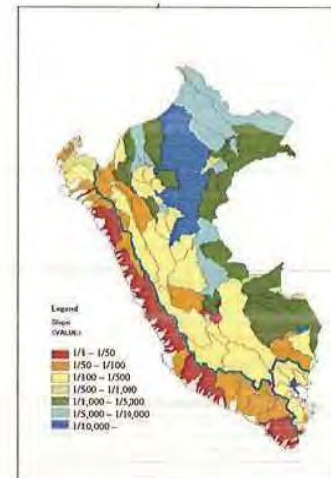 Legend
Slope
<VALUE>
1/1 – 1/50
1/50 – 1/100
1/100 – 1/500
1/500 – 1/1,000
1/1,000 – 1/5,000
1/5,000 – 1/10,000
1/10,000 –